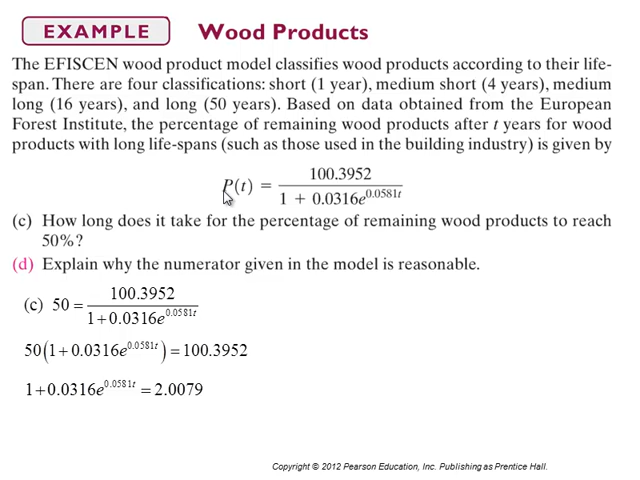 EXAMPLE Wood Products
The EFISCEN wood product model classifies wood products according to their life-
span. There are four classifications: short (1 year), medium short (4 years), medium
long (16 years), and long (50 years). Based on data obtained from the European
Forest Institute, the percentage of remaining wood products after t years for wood
products with long life-spans (such as those used in the building industry) is given by
P(t) = 100.3952 / 1 + 0.0316e^0.0581t
(c) How long does it take for the percentage of remaining wood products to reach
50%?
(d) Explain why the numerator given in the model is reasonable.
(c) 50 = 100.3952 / 1+0.0316e^0.0581t
50(1+0.0316e^0.0581t) = 100.3952
1+0.0316e^0.0581t = 2.0079
Copyright © 2012 Pearson Education, Inc. Publishing as Prentice Hall.